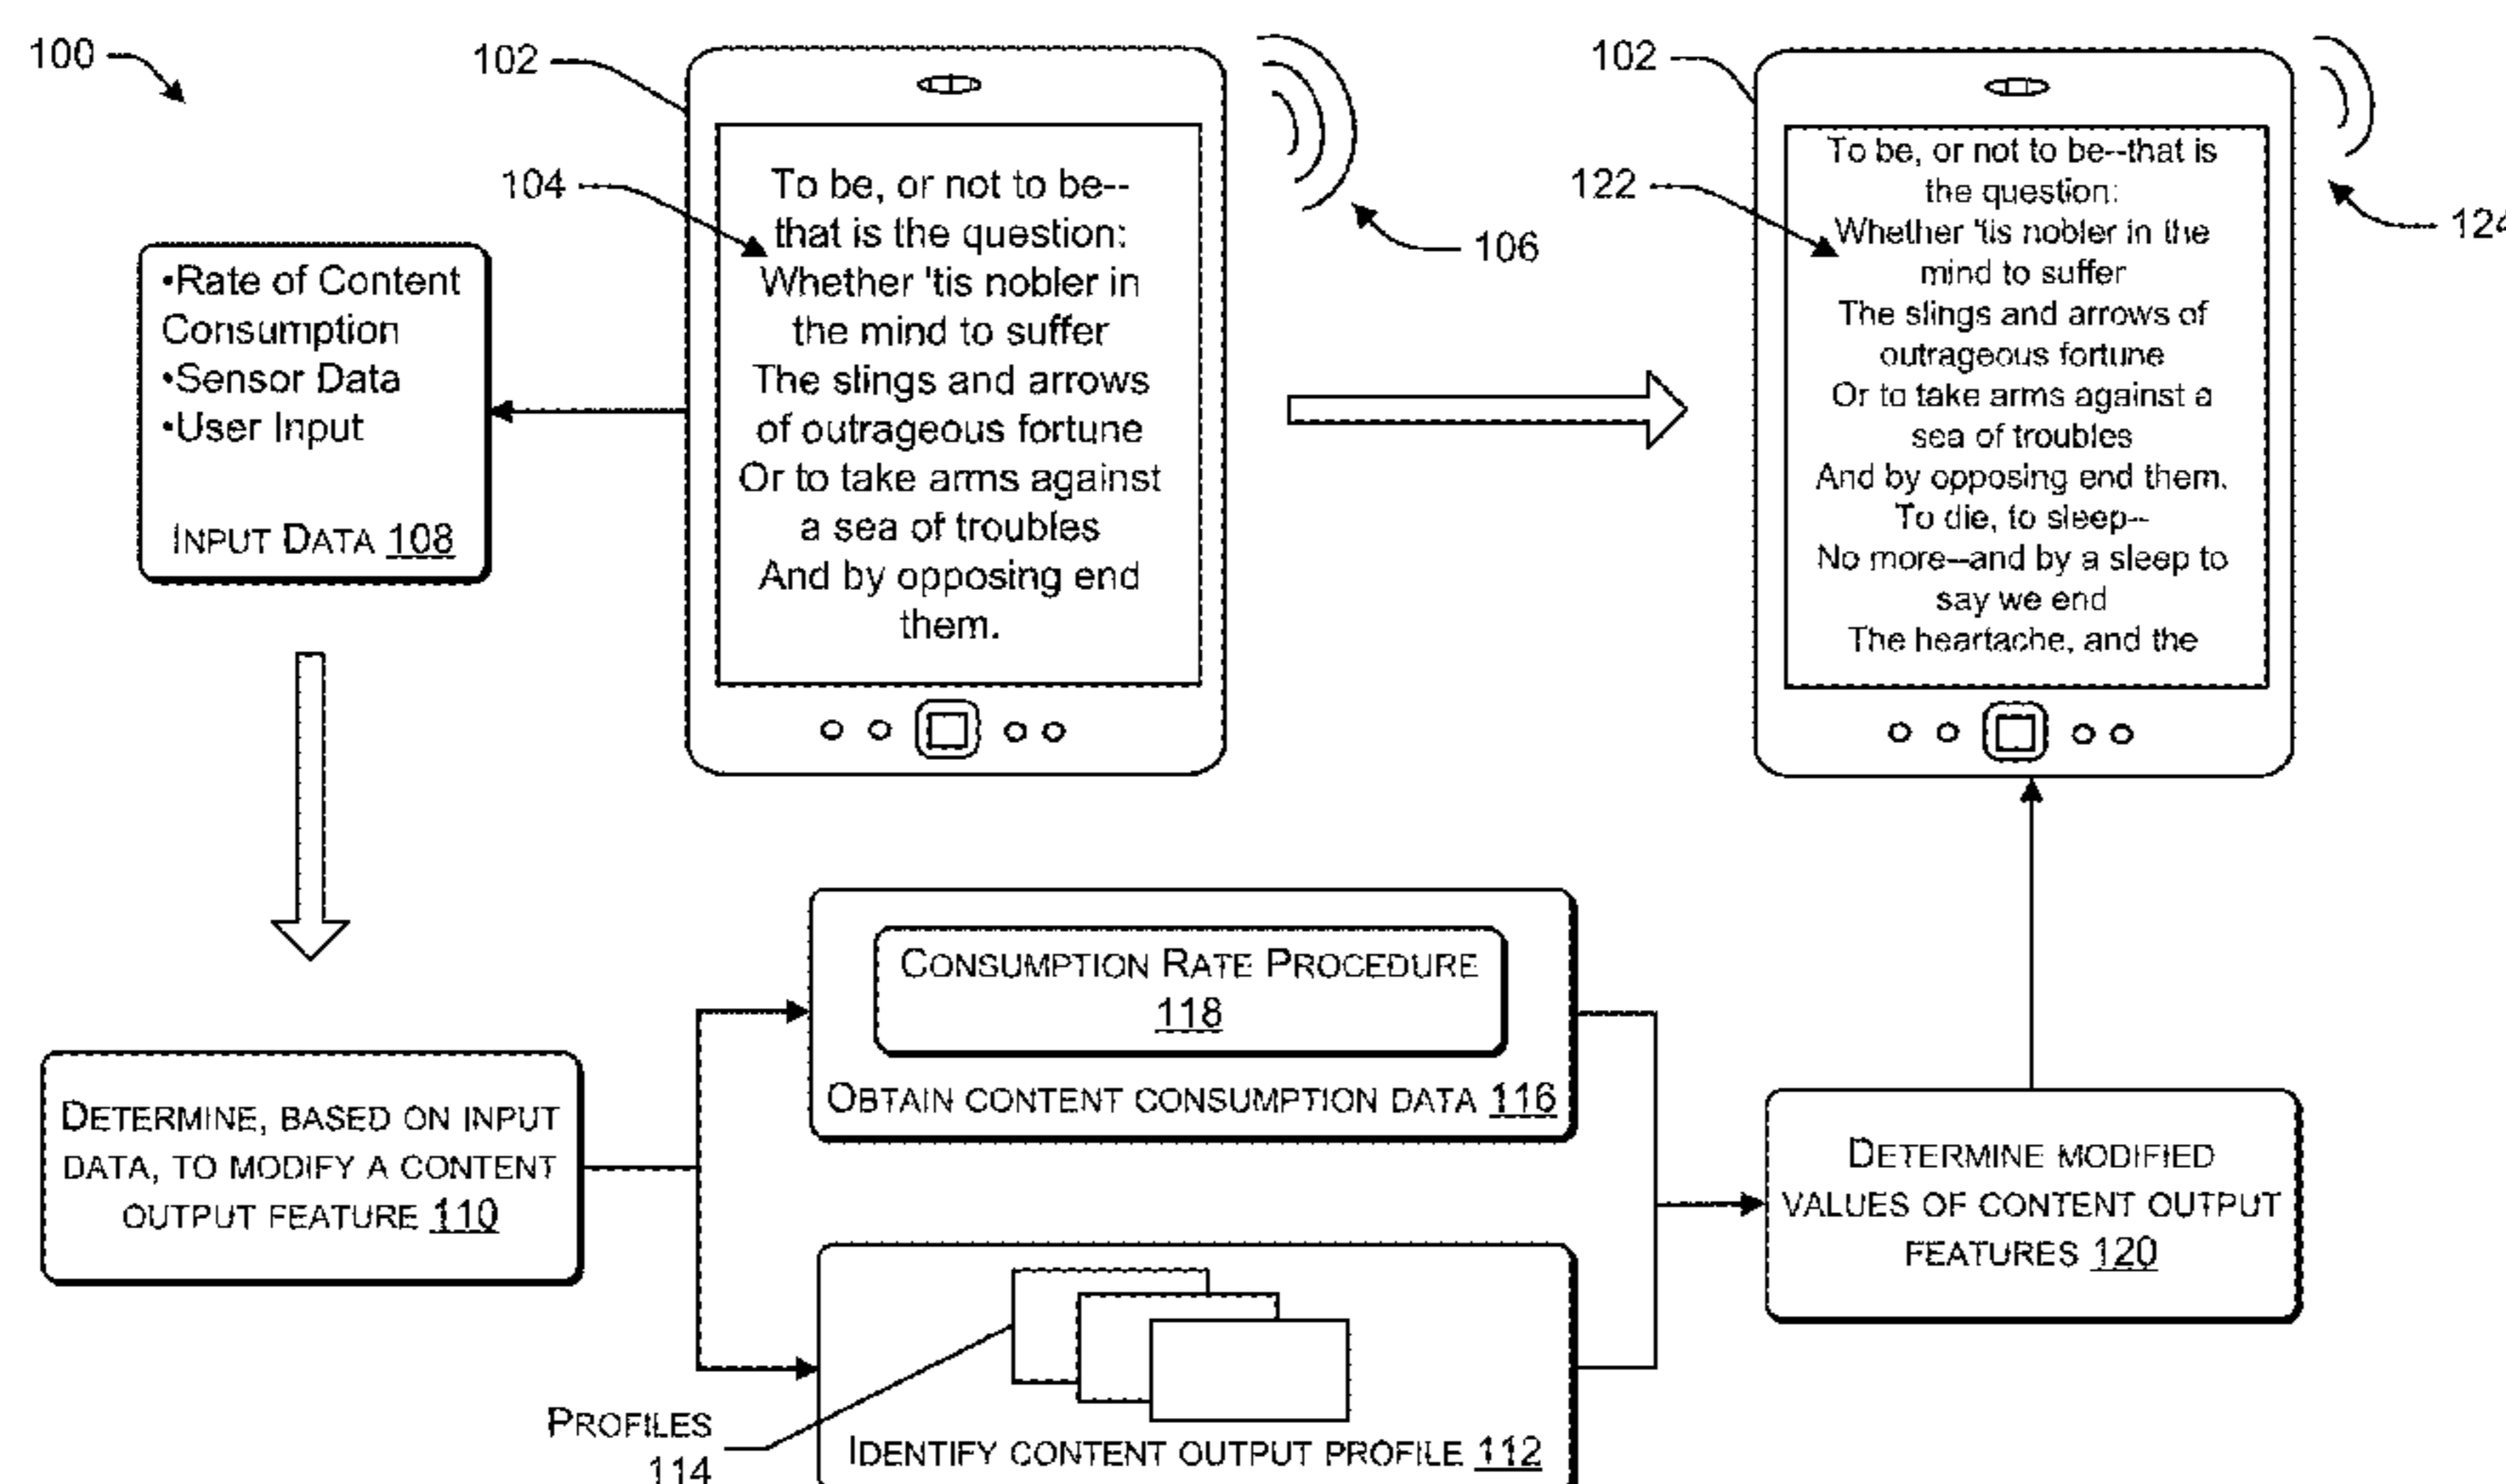 100
102
104
To be, or not to be--
that is the question:
Whether 'tis nobler in
the mind to suffer
The slings and arrows
of outrageous fortune
Or to take arms against
a sea of troubles
And by opposing end
them.
106
102
122
To be, or not to be--that is
the question:
Whether 'tis nobler in the
mind to suffer
The slings and arrows of
outrageous fortune
Or to take arms against a
sea of troubles
And by opposing end them.
To die, to sleep--
No more--and by a sleep to
say we end
The heartache, and the
124
•Rate of Content
Consumption
•Sensor Data
•User Input
INPUT DATA 108
DETERMINE, BASED ON INPUT
DATA, TO MODIFY A CONTENT
OUTPUT FEATURE 110
CONSUMPTION RATE PROCEDURE
118
OBTAIN CONTENT CONSUMPTION DATA 116
PROFILES
114
IDENTIFY CONTENT OUTPUT PROFILE 112
DETERMINE MODIFIED
VALUES OF CONTENT OUTPUT
FEATURES 120